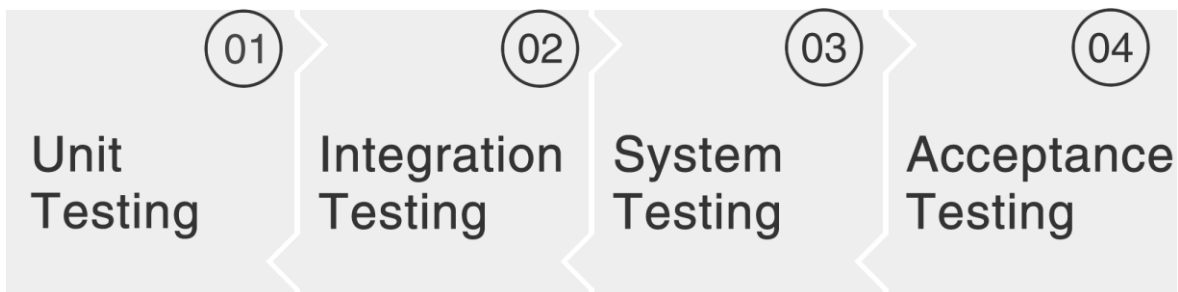 01
Unit
Testing
02
Integration
Testing
03
System
Testing
04
Acceptance
Testing